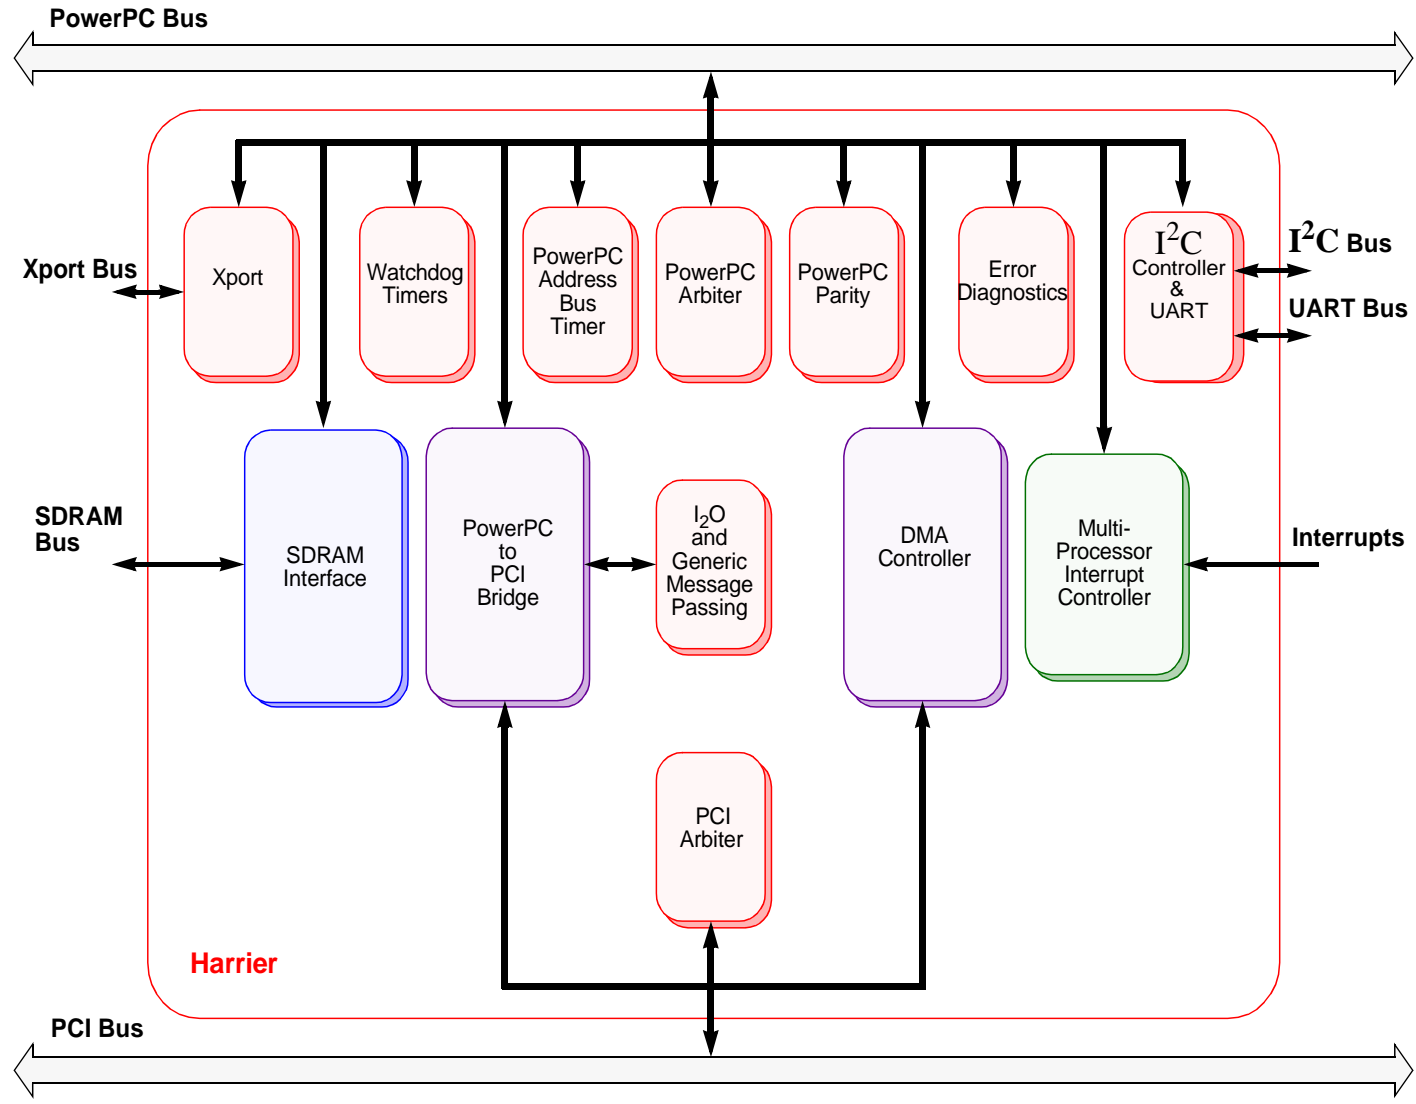 PowerPC Bus
Xport Bus
Xport
Watchdog
Timers
PowerPC
Address
Bus
Timer
PowerPC
Arbiter
PowerPC
Parity
Error
Diagnostics
I²C
Controller
&
UART
I²C Bus
UART Bus
SDRAM
Bus
SDRAM
Interface
PowerPC
to
PCI
Bridge
I₂O
and
Generic
Message
Passing
DMA
Controller
Multi-
Processor
Interrupt
Controller
Interrupts
PCI
Arbiter
Harrier
PCI Bus